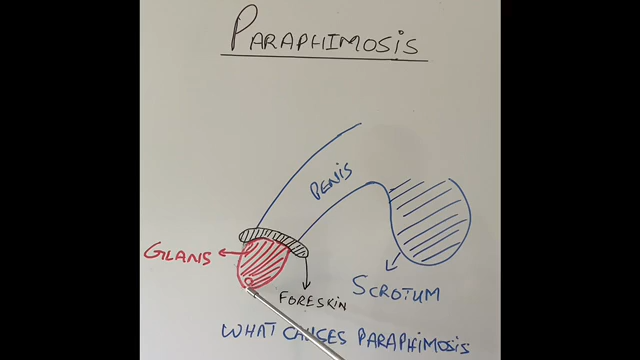 PARAPHIMOSIS
PENIS
GLANS
SCROTUM
FORESKIN
WHAT CAUSES PARAPHIMOSIS